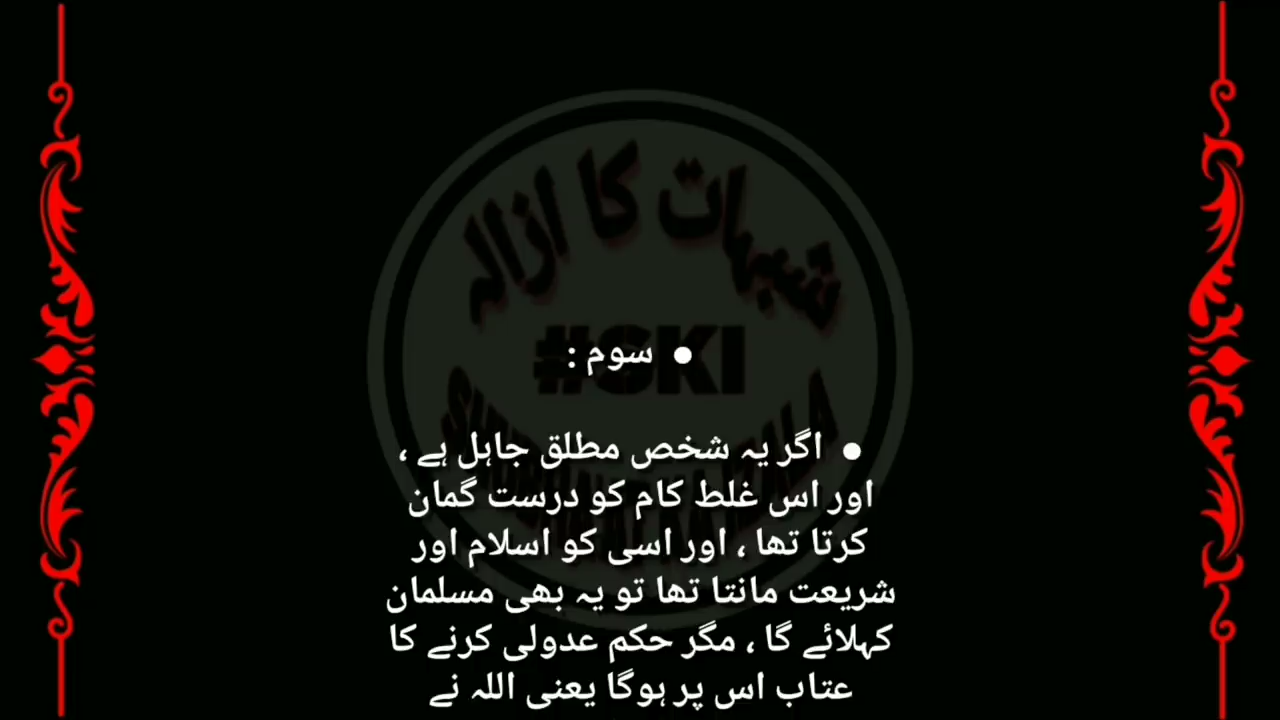 شبہات کا ازالہ
#SKI
• سوم :
• اگر یہ شخص مطلق جاہل ہے ،
اور اس غلط کام کو درست گمان
کرتا تھا ، اور اسی کو اسلام اور
شریعت مانتا تھا تو یہ بھی مسلمان
کہلائے گا ، مگر حکم عدولی کرنے کا
عتاب اس پر ہوگا یعنی اللہ نے